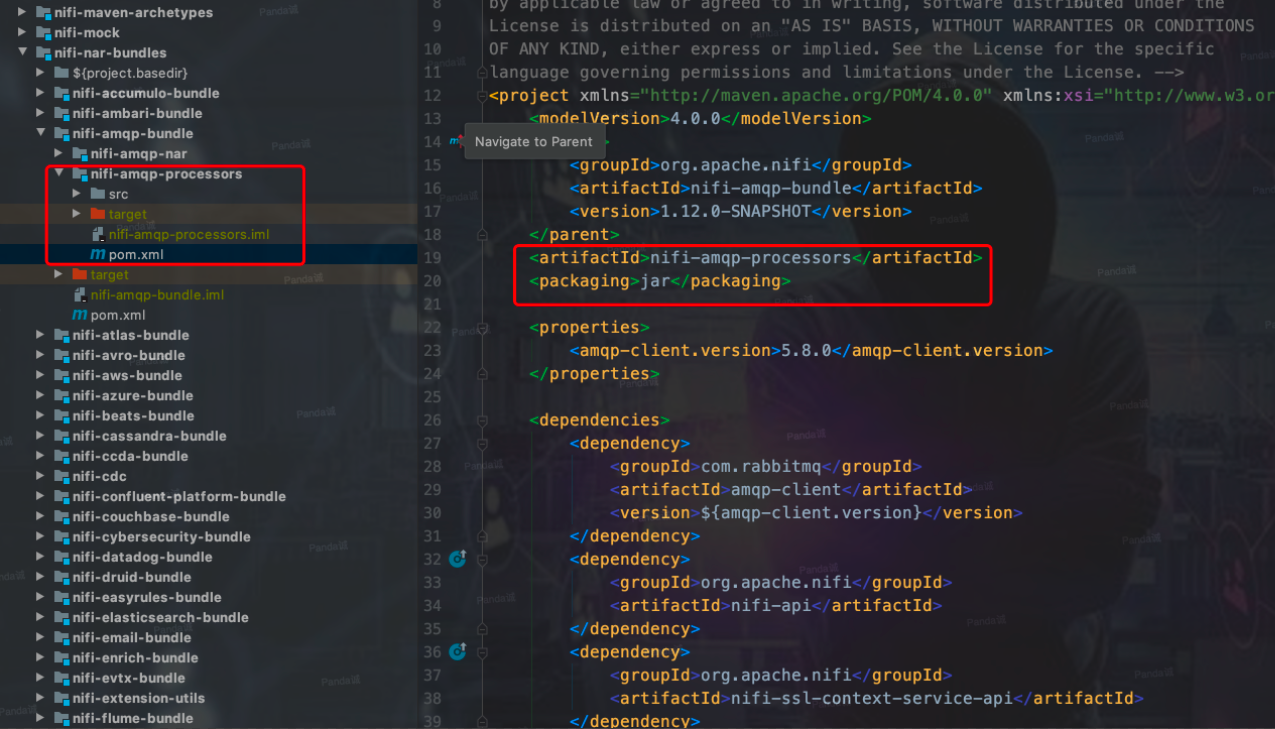 nifi-maven-archetypes
nifi-mock
nifi-nar-bundles
${project.basedir}
nifi-accumulo-bundle
nifi-ambari-bundle
nifi-amqp-bundle
nifi-amqp-nar
nifi-amqp-processors
src
target
nifi-amqp-processors.iml
pom.xml
target
nifi-amqp-bundle.iml
pom.xml
nifi-atlas-bundle
nifi-avro-bundle
nifi-aws-bundle
nifi-azure-bundle
nifi-beats-bundle
nifi-cassandra-bundle
nifi-ccda-bundle
nifi-cdc
nifi-confluent-platform-bundle
nifi-couchbase-bundle
nifi-cybersecurity-bundle
nifi-datadog-bundle
nifi-druid-bundle
nifi-easyrules-bundle
nifi-elasticsearch-bundle
nifi-email-bundle
nifi-enrich-bundle
nifi-evtx-bundle
nifi-extension-utils
nifi-flume-bundle
8 by applicable law or agreed to in writing, software distributed under the
9 License is distributed on an "AS IS" BASIS, WITHOUT WARRANTIES OR CONDITIONS
10 OF ANY KIND, either express or implied. See the License for the specific
11 language governing permissions and limitations under the License. -->
12 <project xmlns="http://maven.apache.org/POM/4.0.0" xmlns:xsi="http://www.w3.or
13 <modelVersion>4.0.0</modelVersion>
14 Navigate to Parent >
15 <groupId>org.apache.nifi</groupId>
16 <artifactId>nifi-amqp-bundle</artifactId>
17 <version>1.12.0-SNAPSHOT</version>
18 </parent>
19 <artifactId>nifi-amqp-processors</artifactId>
20 <packaging>jar</packaging>
21
22 <properties>
23 <amqp-client.version>5.8.0</amqp-client.version>
24 </properties>
25
26 <dependencies>
27 <dependency>
28 <groupId>com.rabbitmq</groupId>
29 <artifactId>amqp-client</artifactId>
30 <version>${amqp-client.version}</version>
31 </dependency>
32 <dependency>
33 <groupId>org.apache.nifi</groupId>
34 <artifactId>nifi-api</artifactId>
35 </dependency>
36 <dependency>
37 <groupId>org.apache.nifi</groupId>
38 <artifactId>nifi-ssl-context-service-api</artifactId>
39 </dependency>